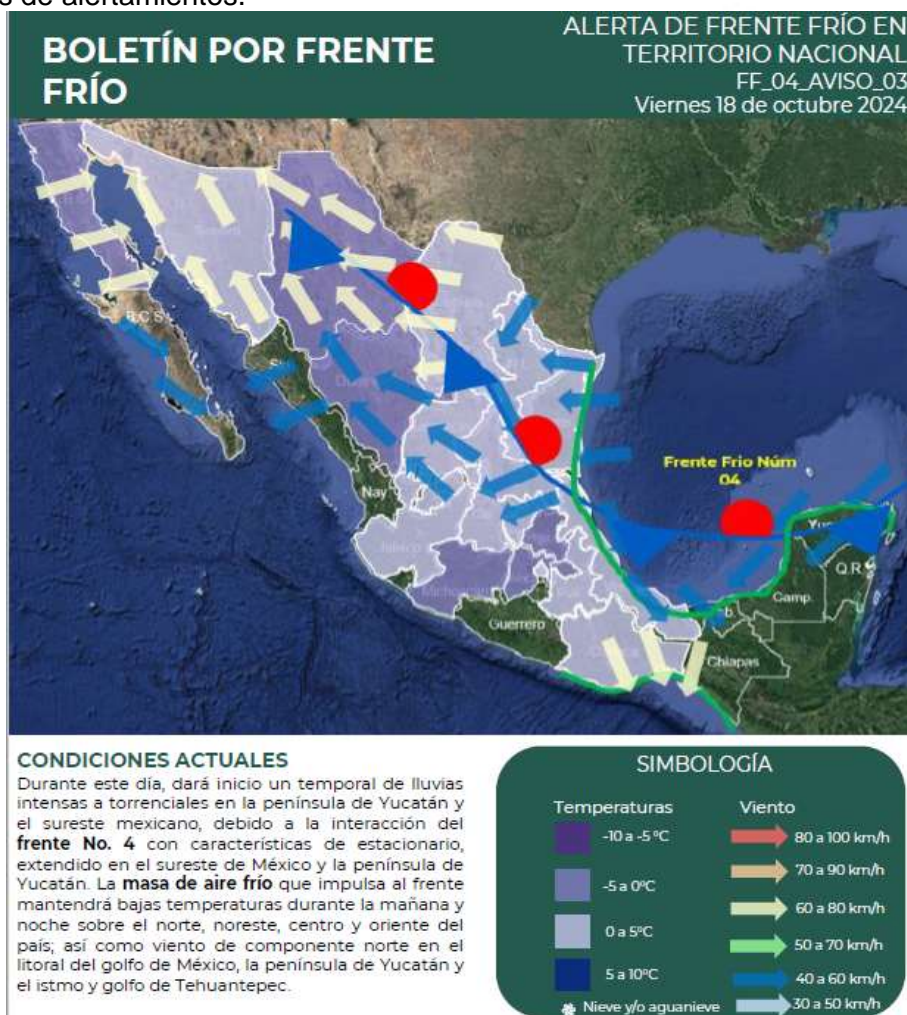 s de alertamientos.
BOLETÍN POR FRENTE
FRÍO
ALERTA DE FRENTE FRÍO EN
TERRITORIO NACIONAL
FF_04_AVISO_03
Viernes 18 de octubre 2024
B.C.S.
Nay
Frente Frio Núm
04
Yuc
Q.R
Camp.
b.
Guerrero
Chiapas
CONDICIONES ACTUALES
Durante este día, dará inicio un temporal de lluvias
intensas a torrenciales en la península de Yucatán y
el sureste mexicano, debido a la interacción del
frente No. 4 con características de estacionario,
extendido en el sureste de México y la península de
Yucatán. La masa de aire frío que impulsa al frente
mantendrá bajas temperaturas durante la mañana y
noche sobre el norte, noreste, centro y oriente del
país; así como viento de componente norte en el
litoral del golfo de México, la península de Yucatán y
el istmo y golfo de Tehuantepec.
SIMBOLOGÍA
Temperaturas
-10 a -5 °C
-5 a 0°C
0 a 5°C
5 a 10°C
Nieve y/o aguanieve
Viento
80 a 100 km/h
70 a 90 km/h
60 a 80 km/h
50 a 70 km/h
40 a 60 km/h
30 a 50 km/h